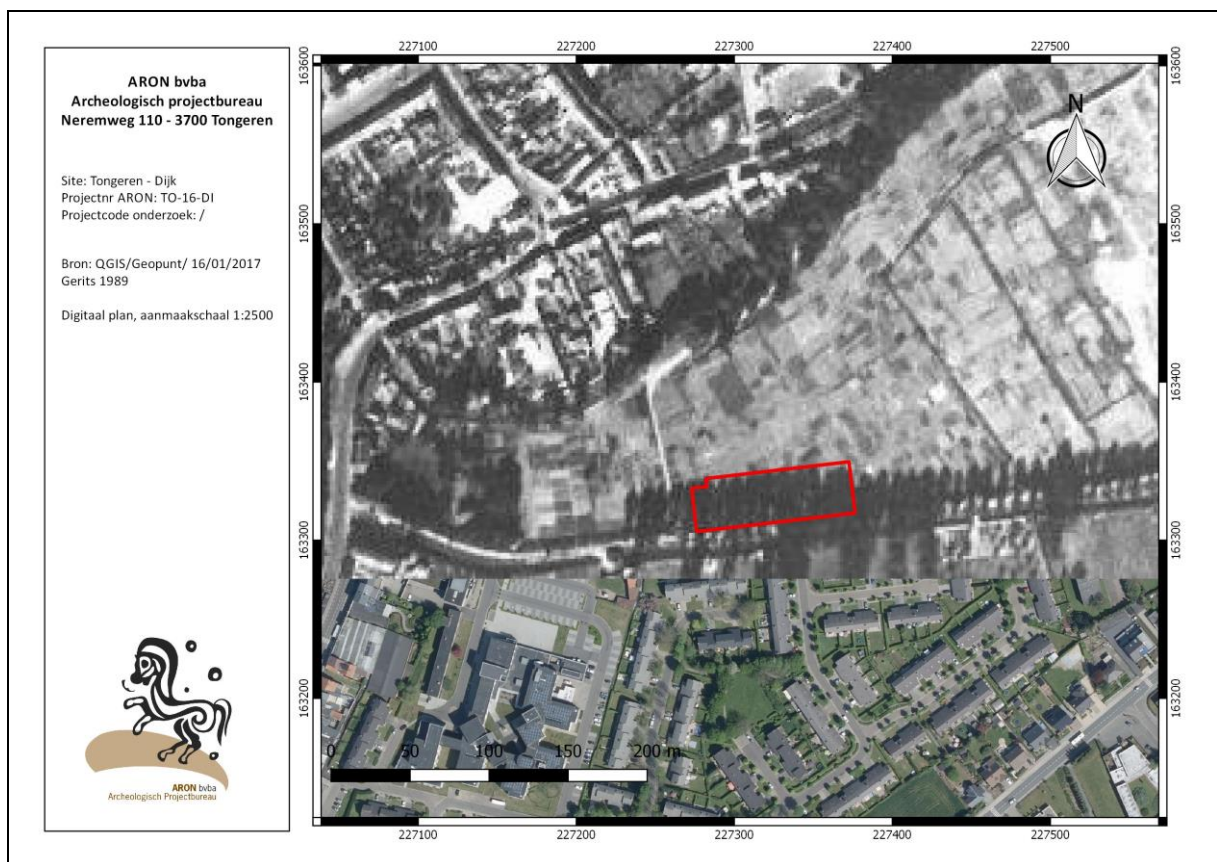 ARON bvba
Archeologisch projectbureau
Neremweg 110 - 3700 Tongeren
Site: Tongeren - Dijk
Projectnr ARON: TO-16-DI
Projectcode onderzoek: /
Bron: QGIS/Geopunt/ 16/01/2017
Gerits 1989
Digitaal plan, aanmaakschaal 1:2500
ARON bvba
Archeologisch Projectbureau
227100 227200 227300 227400 227500
163600 163600
N
163500 163500
163400 163400
163300 163300
163200 163200
0 50 100 150 200 m
227100 227200 227300 227400 227500